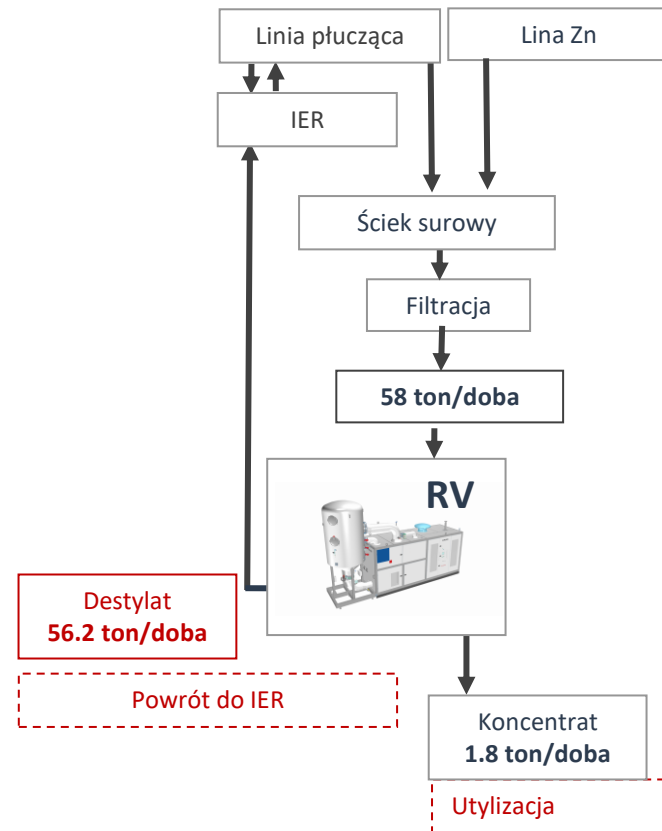 Linia płucząca
Lina Zn
IER
Ściek surowy
Filtracja
58 ton/doba
RV
Destylat
56.2 ton/doba
Powrót do IER
Koncentrat
1.8 ton/doba
Utylizacja